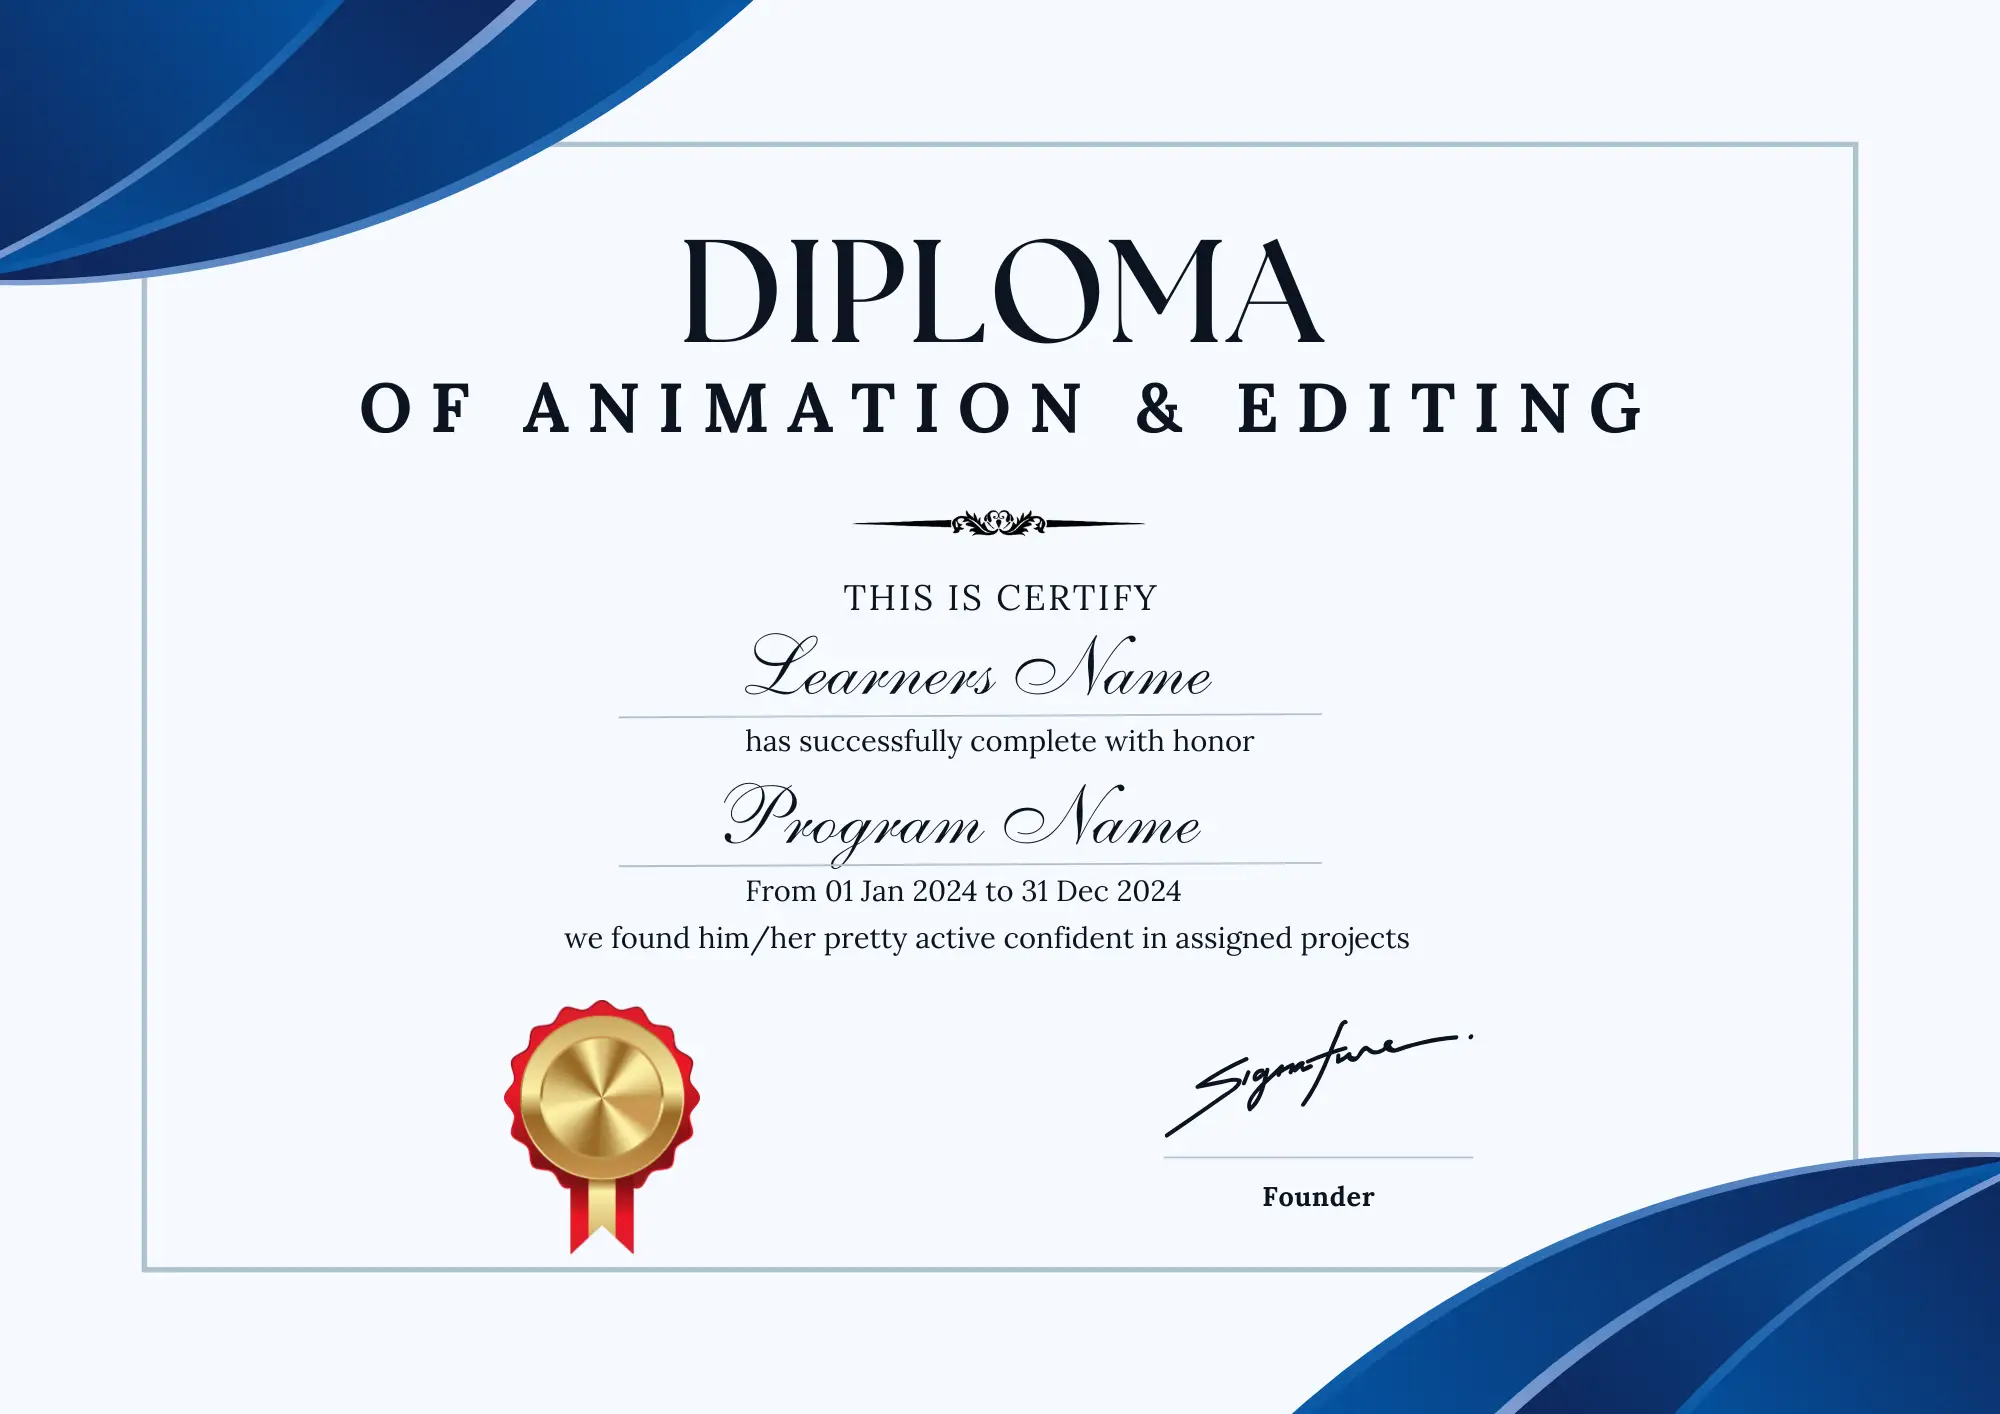 DIPLOMA
OF ANIMATION & EDITING
THIS IS CERTIFY
Learners Name
has successfully complete with honor
Program Name
From 01 Jan 2024 to 31 Dec 2024
we found him/her pretty active confident in assigned projects
Signature
Founder